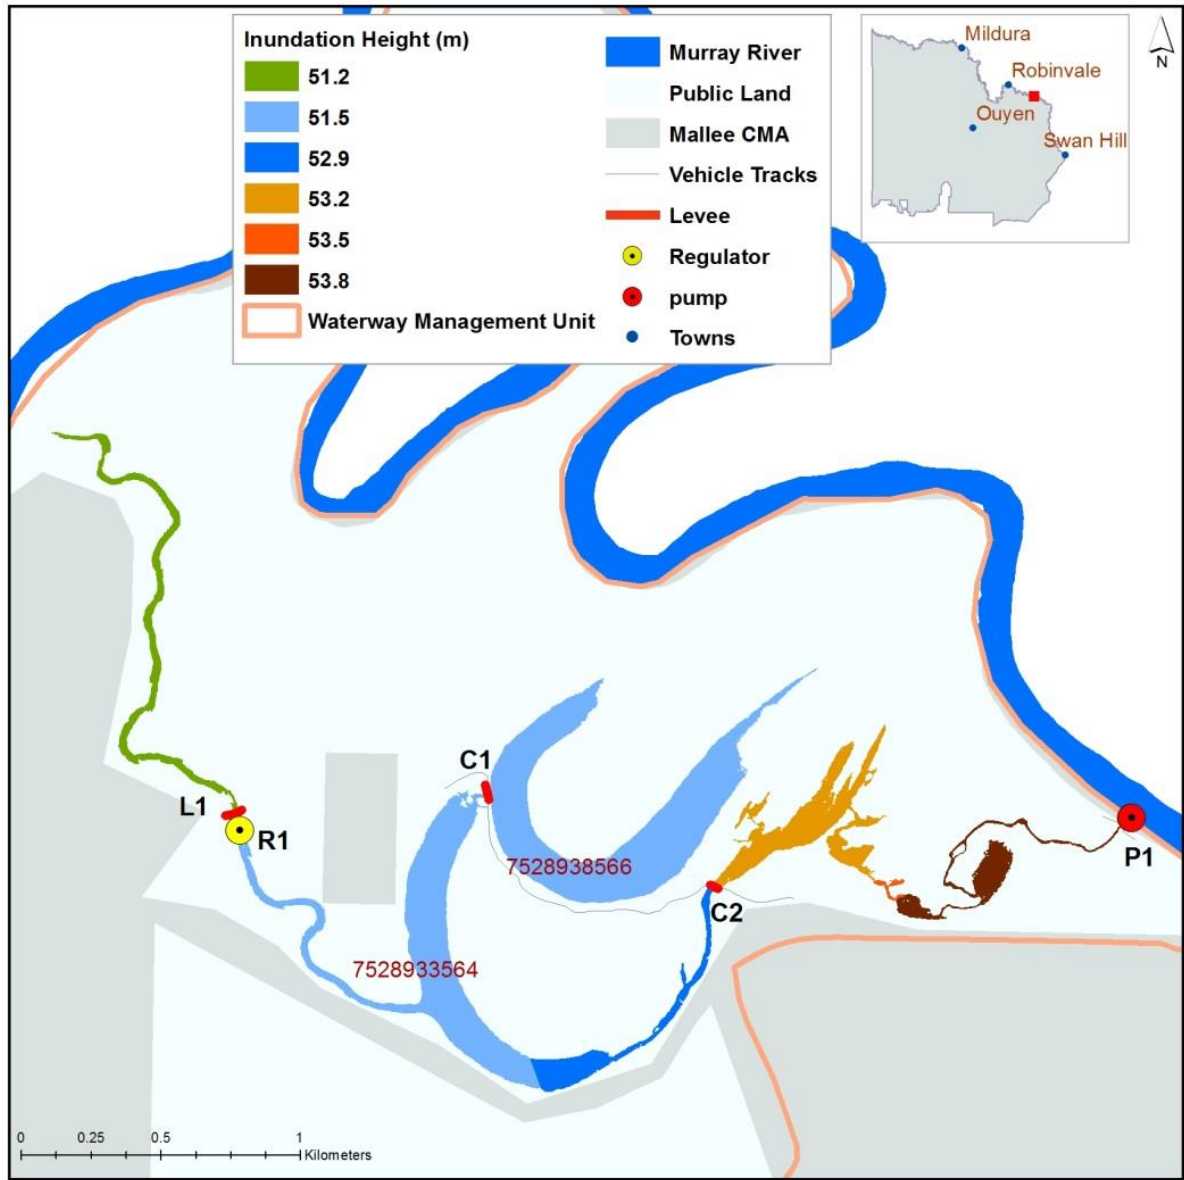 Inundation Height (m)
51.2
51.5
52.9
53.2
53.5
53.8
Waterway Management Unit
Murray River
Public Land
Mallee CMA
Vehicle Tracks
Levee
Regulator
pump
Towns
Mildura
Robinvale
Ouyen
Swan Hill
N
C1
L1
R1
7528938566
P1
C2
7528933564
0 0.25 0.5 1
Kilometers